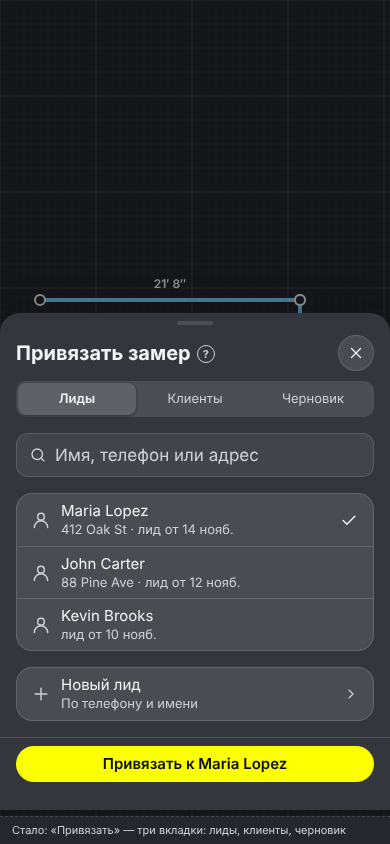 21′ 8″
Привязать замер ?
Лиды
Клиенты
Черновик
Имя, телефон или адрес
Maria Lopez
412 Oak St · лид от 14 нояб.
John Carter
88 Pine Ave · лид от 12 нояб.
Kevin Brooks
лид от 10 нояб.
Новый лид
По телефону и имени
Привязать к Maria Lopez
Стало: «Привязать» — три вкладки: лиды, клиенты, черновик